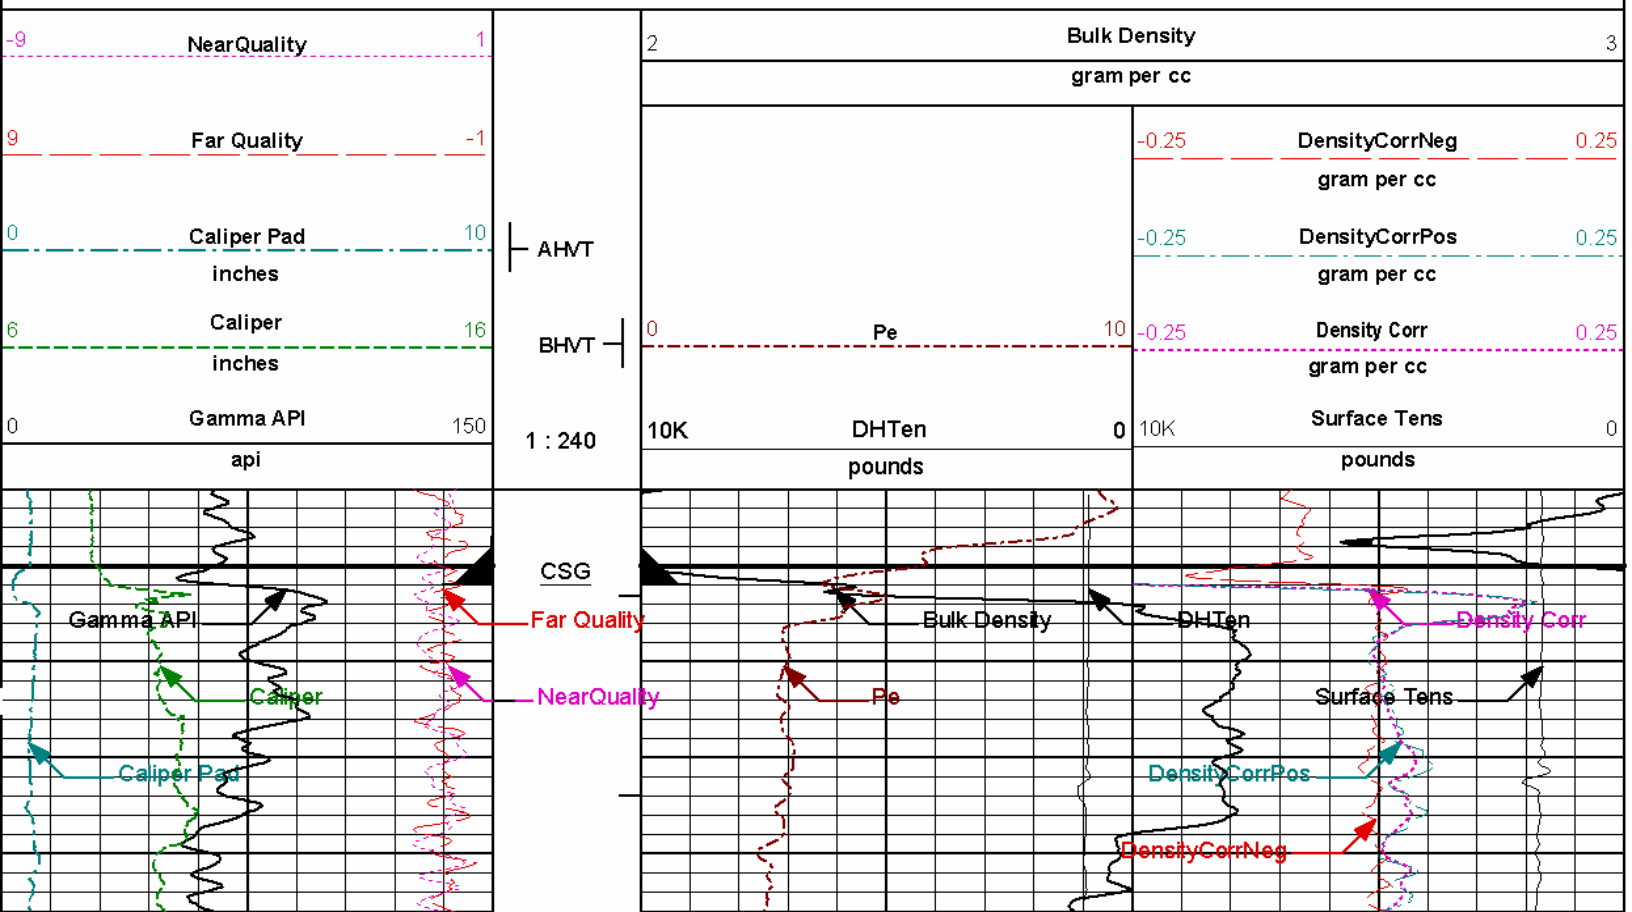 -9 NearQuality 1
9 Far Quality -1
0 Caliper Pad 10
inches
6 Caliper 16
inches
0 Gamma API 150
api
AHVT
BHVT
1 : 240
2 Bulk Density 3
gram per cc
0 Pe 10
10K DHTen 0
pounds
-0.25 DensityCorrNeg 0.25
gram per cc
-0.25 DensityCorrPos 0.25
gram per cc
-0.25 Density Corr 0.25
gram per cc
10K Surface Tens 0
pounds
CSG
Gamma API Far Quality Bulk Density DHTen Density Corr
Caliper NearQuality Pe Surface Tens
Caliper Pad DensityCorrPos
DensityCorrNeg